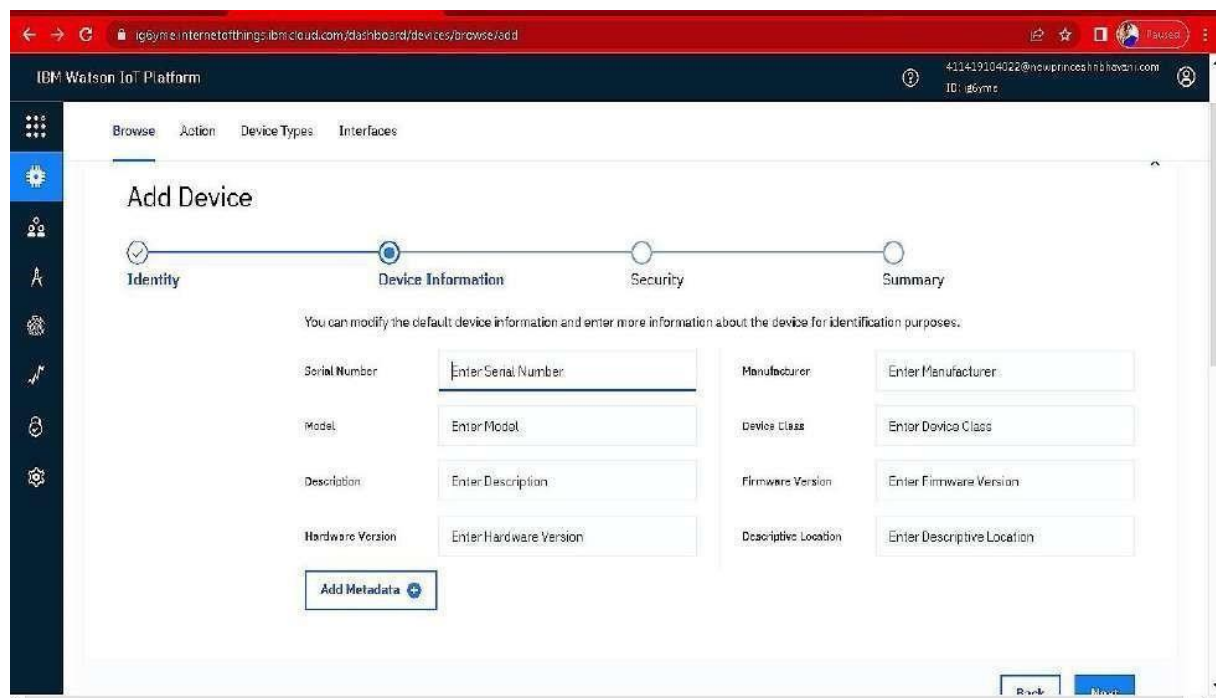 ig6yme.internetofthings.ibmcloud.com/dashboard/devices/browse/add
Paused
IBM Watson IoT Platform
ID: ig6yme
Browse Action Device Types Interfaces
Add Device
Identity Device Information Security Summary
You can modify the default device information and enter more information about the device for identification purposes.
Serial Number Enter Serial Number Manufacturer Enter Manufacturer
Model Enter Model Device Class Enter Device Class
Description Enter Description Firmware Version Enter Firmware Version
Hardware Version Enter Hardware Version Descriptive Location Enter Descriptive Location
Add Metadata
Back Next